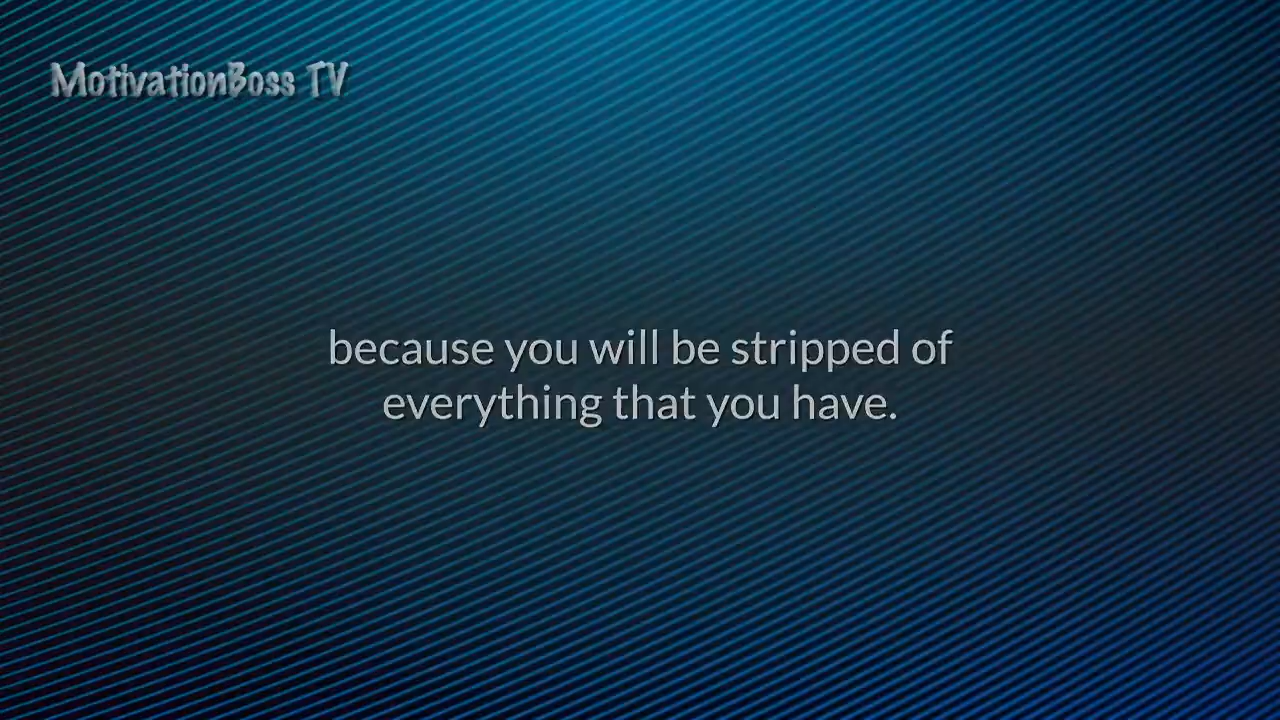 MotivationBoss TV
because you will be stripped of
everything that you have.